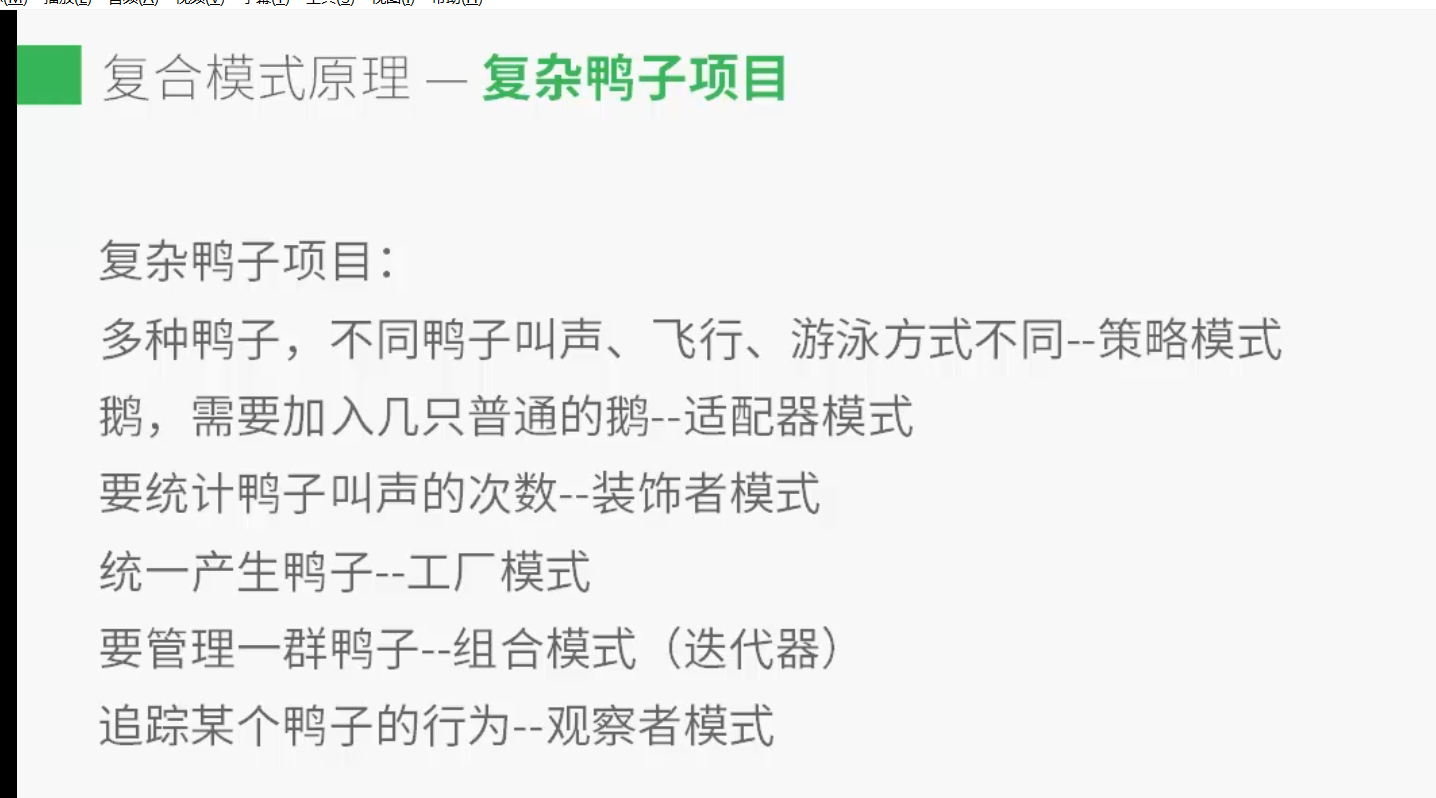 复合模式原理 — 复杂鸭子项目
复杂鸭子项目：
多种鸭子，不同鸭子叫声、飞行、游泳方式不同--策略模式
鹅，需要加入几只普通的鹅--适配器模式
要统计鸭子叫声的次数--装饰者模式
统一产生鸭子--工厂模式
要管理一群鸭子--组合模式（迭代器）
追踪某个鸭子的行为--观察者模式